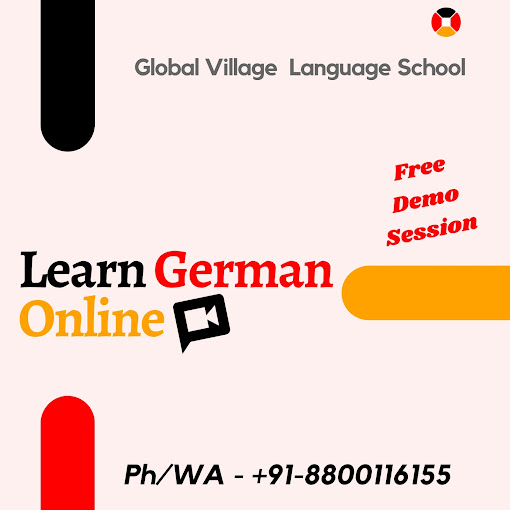 Global Village Language School
Free
Demo
Session
Learn German
Online
Ph/WA - +91-8800116155